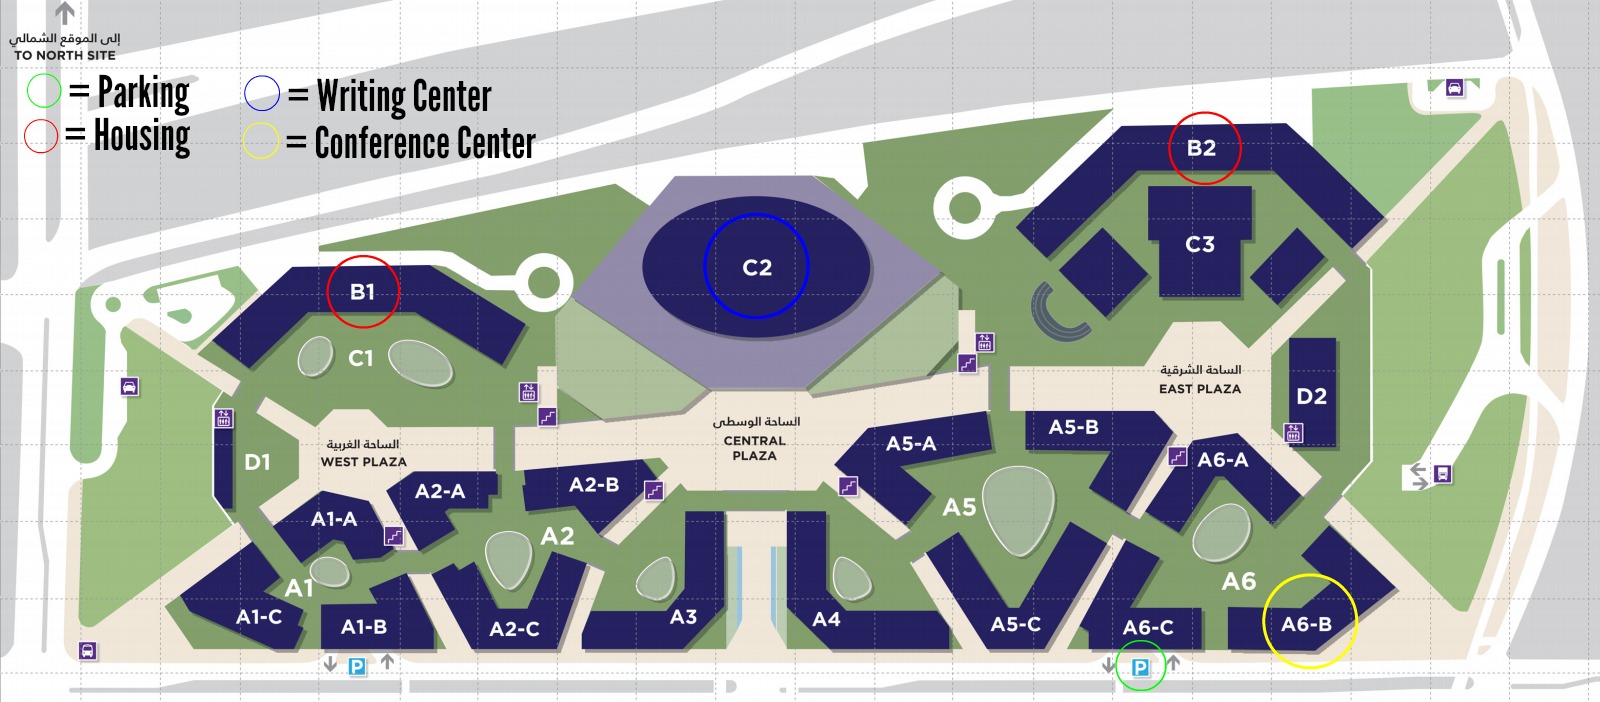 إلى الموقع الشمالي
TO NORTH SITE
= Parking
= Writing Center
= Housing
= Conference Center
B2
C3
C2
B1
C1
الساحة الشرقية
EAST PLAZA
D2
الساحة الوسطى
CENTRAL
PLAZA
الساحة الغربية
WEST PLAZA
D1
A5-A
A5-B
A6-A
A2-A
A2-B
A1-A
A5
A2
A6
A1
A1-C
A1-B
A2-C
A3
A4
A5-C
A6-C
A6-B
P
P